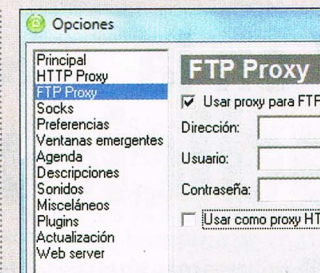 Opciones
Principal
HTTP Proxy
FTP Proxy
Socks
Preferencias
Ventanas emergentes
Agenda
Descripciones
Sonidos
Misceláneos
Plugins
Actualización
Web server
FTP Proxy
Usar proxy para FTP
Dirección:
Usuario:
Contraseña:
Usar como proxy HT